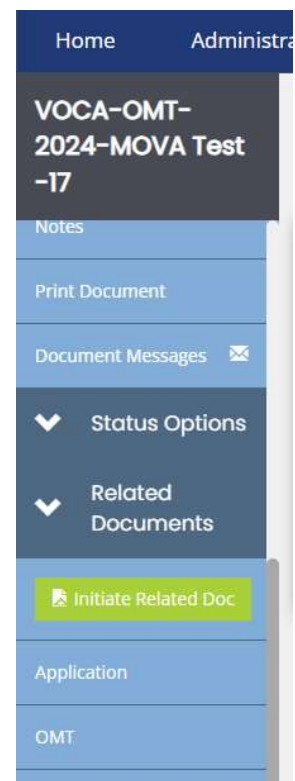 Home Administra
VOCA-OMT-
2024-MOVA Test
-17
Notes
Print Document
Document Messages
Status Options
Related
Documents
Initiate Related Doc
Application
OMT